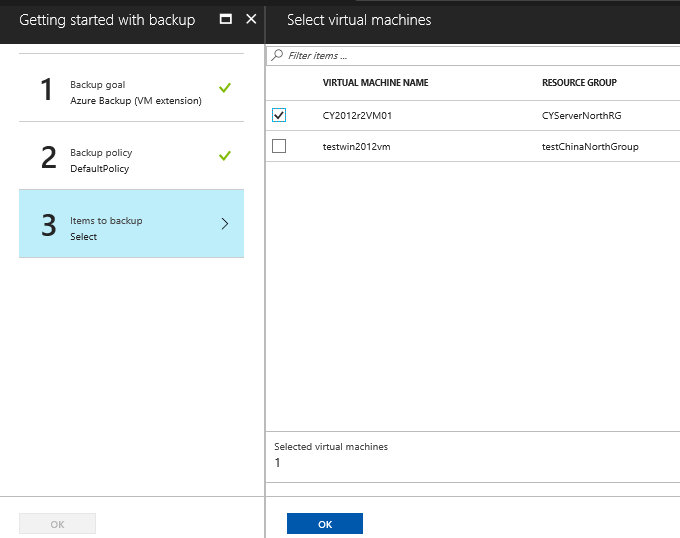 Getting started with backup
1
Backup goal
Azure Backup (VM extension)
2
Backup policy
DefaultPolicy
3
Items to backup
Select
OK
Select virtual machines
Filter items ...
VIRTUAL MACHINE NAME RESOURCE GROUP
CY2012r2VM01 CYServerNorthRG
testwin2012vm testChinaNorthGroup
Selected virtual machines
1
OK